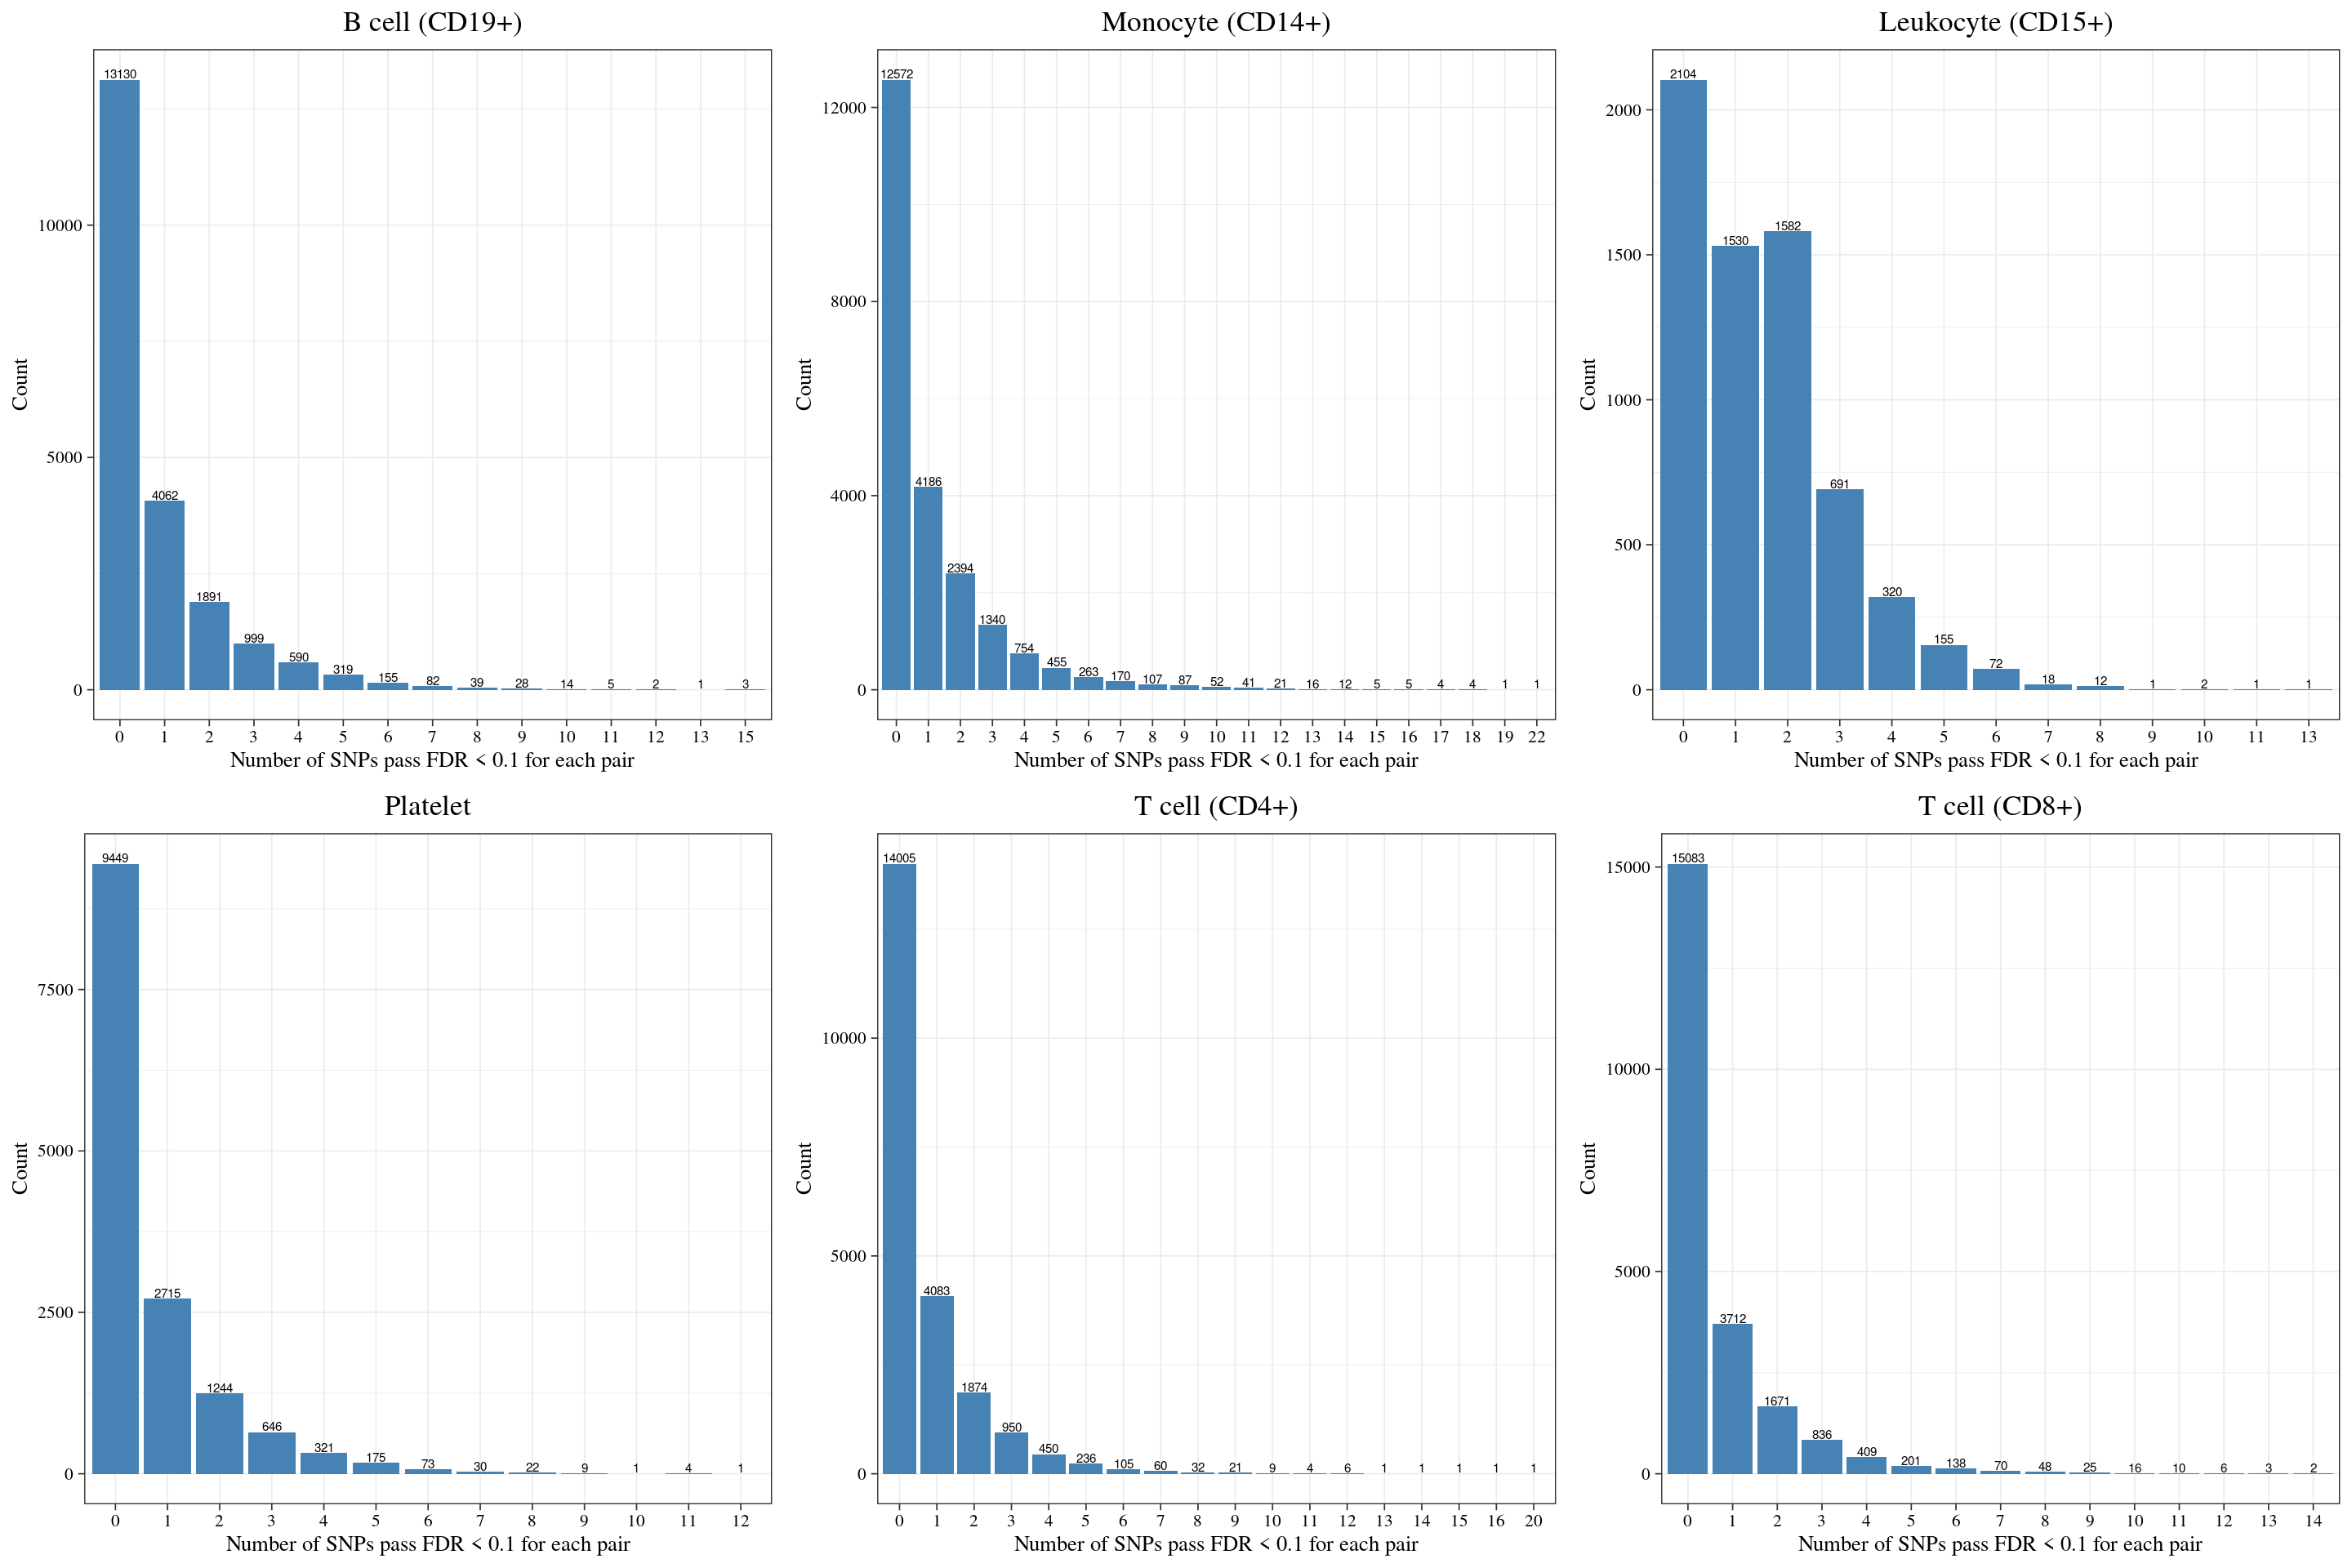 B cell (CD19+)
Count
10000
5000
0
13130 4062 1891 999 590 319 155 82 39 28 14 5 2 1 3
0 1 2 3 4 5 6 7 8 9 10 11 12 13 15
Number of SNPs pass FDR < 0.1 for each pair
Monocyte (CD14+)
Count
12000
8000
4000
0
12572 4186 2394 1340 754 455 263 170 107 87 52 41 21 16 12 5 5 4 4 1 1
0 1 2 3 4 5 6 7 8 9 10 11 12 13 14 15 16 17 18 19 22
Number of SNPs pass FDR < 0.1 for each pair
Leukocyte (CD15+)
Count
2000
1500
1000
500
0
2104 1530 1582 691 320 155 72 18 12 1 2 1 1
0 1 2 3 4 5 6 7 8 9 10 11 13
Number of SNPs pass FDR < 0.1 for each pair
Platelet
Count
7500
5000
2500
0
9449 2715 1244 646 321 175 73 30 22 9 1 4 1
0 1 2 3 4 5 6 7 8 9 10 11 12
Number of SNPs pass FDR < 0.1 for each pair
T cell (CD4+)
Count
10000
5000
0
14005 4083 1874 950 450 236 105 60 32 21 9 4 6 1 1 1 1 1
0 1 2 3 4 5 6 7 8 9 10 11 12 13 14 15 16 20
Number of SNPs pass FDR < 0.1 for each pair
T cell (CD8+)
Count
15000
10000
5000
0
15083 3712 1671 836 409 201 138 70 48 25 16 10 6 3 2
0 1 2 3 4 5 6 7 8 9 10 11 12 13 14
Number of SNPs pass FDR < 0.1 for each pair